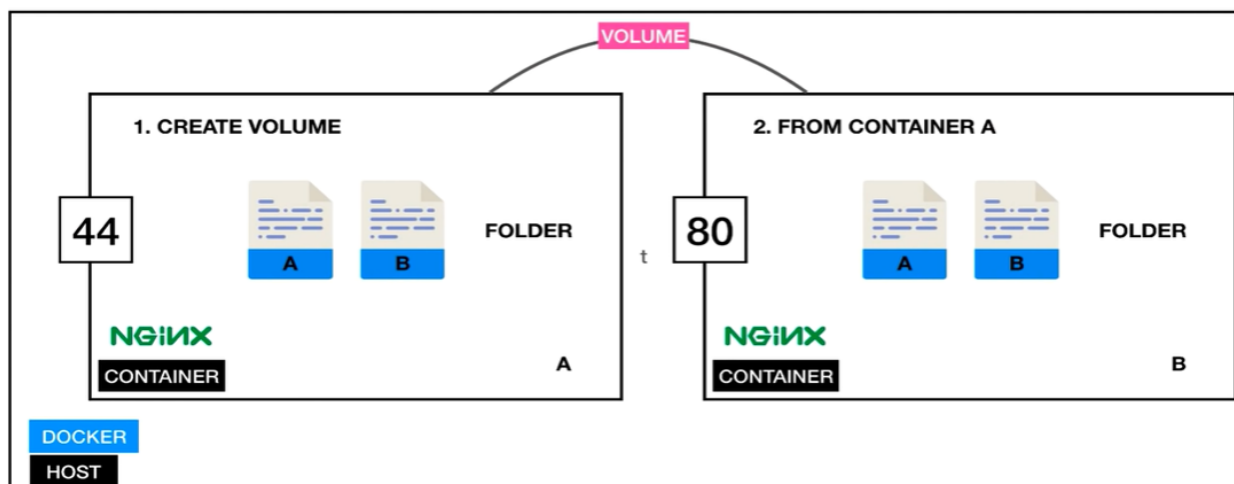 VOLUME
1. CREATE VOLUME
2. FROM CONTAINER A
44
A
B
FOLDER
t
80
A
B
FOLDER
NGINX
CONTAINER
A
NGINX
CONTAINER
B
DOCKER
HOST